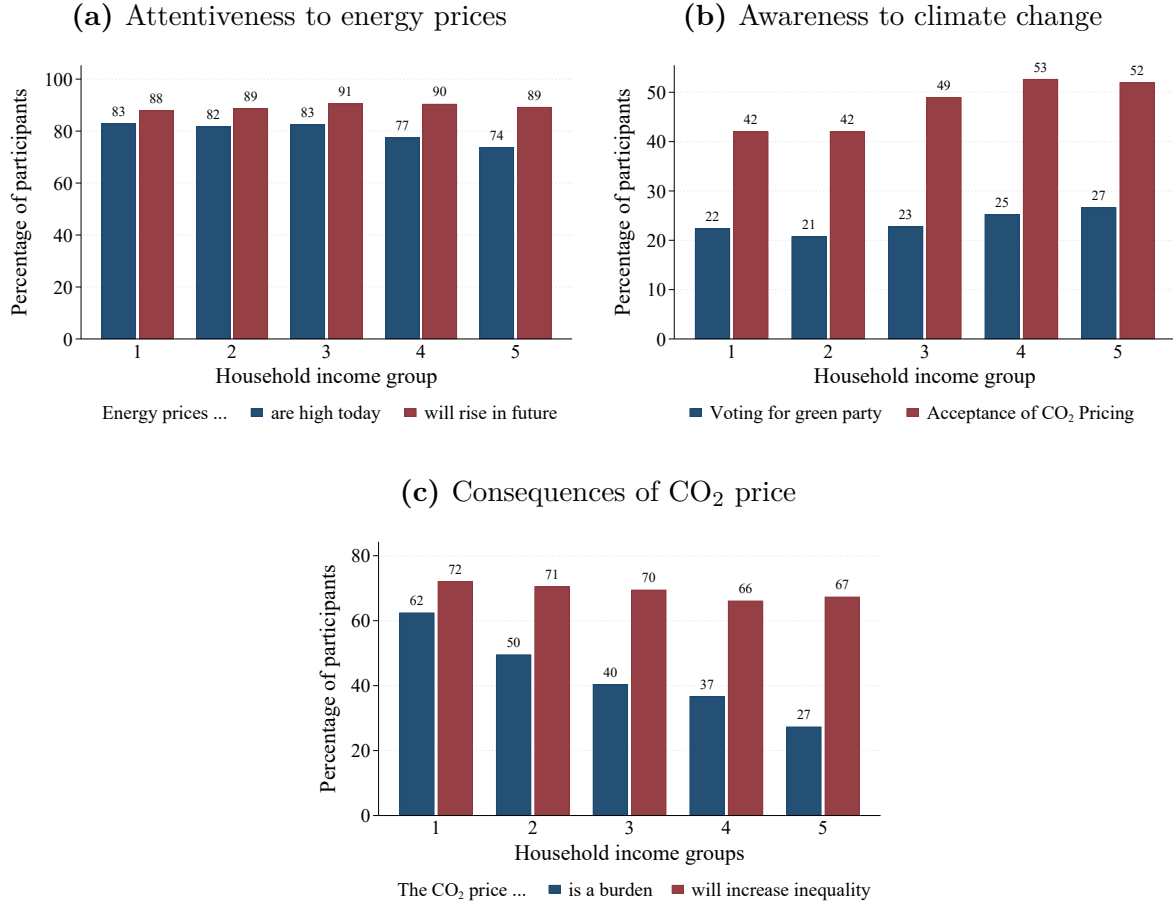 (a) Attentiveness to energy prices
Percentage of participants
100
80
60
40
20
0
83 88 82 89 83 91 77 90 74 89
1 2 3 4 5
Household income group
Energy prices ... are high today will rise in future
(b) Awareness to climate change
Percentage of participants
50
40
30
20
10
0
22 42 21 42 23 49 25 53 27 52
1 2 3 4 5
Household income group
Voting for green party Acceptance of CO₂ Pricing
(c) Consequences of CO₂ price
Percentage of participants
80
60
40
20
0
62 72 50 71 40 70 37 66 27 67
1 2 3 4 5
Household income groups
The CO₂ price ... is a burden will increase inequality